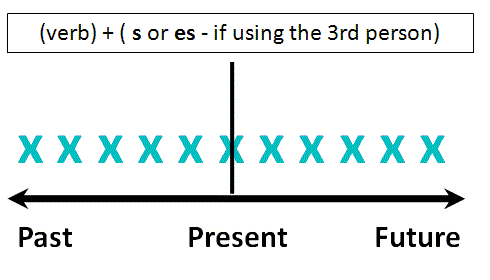 (verb) + ( s or es - if using the 3rd person)
X X X X X X X X X X X
Past Present Future